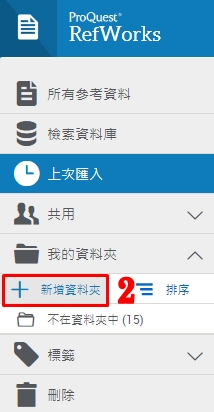 ProQuest®
RefWorks
所有參考資料
檢索資料庫
上次匯入
共用
我的資料夾
新增資料夾 2 排序
不在資料夾中 (15)
標籤
刪除